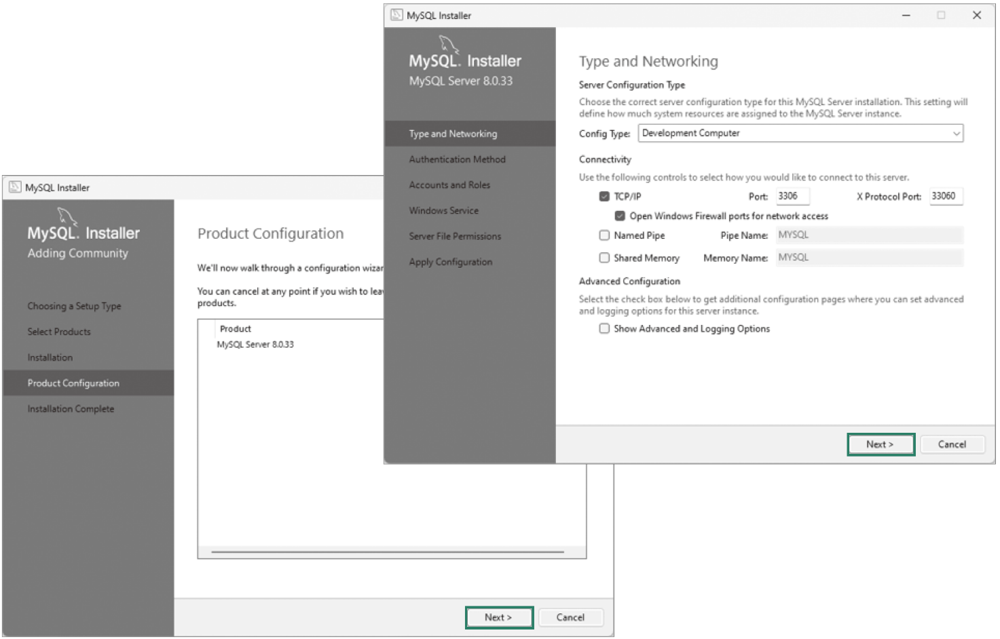 MySQL Installer
MySQL. Installer
Adding Community
Choosing a Setup Type
Select Products
Installation
Product Configuration
Installation Complete
Product Configuration
We'll now walk through a configuration wizar
You can cancel at any point if you wish to lea
products.
Product
MySQL Server 8.0.33
Next >
Cancel
MySQL Installer
MySQL. Installer
MySQL Server 8.0.33
Type and Networking
Authentication Method
Accounts and Roles
Windows Service
Server File Permissions
Apply Configuration
Type and Networking
Server Configuration Type
Choose the correct server configuration type for this MySQL Server installation. This setting will
define how much system resources are assigned to the MySQL Server instance.
Config Type: Development Computer
Connectivity
Use the following controls to select how you would like to connect to this server.
TCP/IP Port: 3306 X Protocol Port: 33060
Open Windows Firewall ports for network access
Named Pipe Pipe Name: MYSQL
Shared Memory Memory Name: MYSQL
Advanced Configuration
Select the check box below to get additional configuration pages where you can set advanced
and logging options for this server instance.
Show Advanced and Logging Options
Next >
Cancel